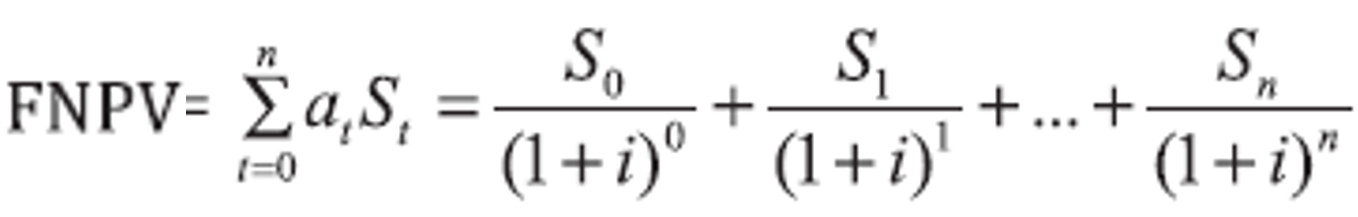 FNPV= \sum_{t=0}^{n} a_t S_t = \frac{S_0}{(1+i)^0} + \frac{S_1}{(1+i)^1} + ... + \frac{S_n}{(1+i)^n}